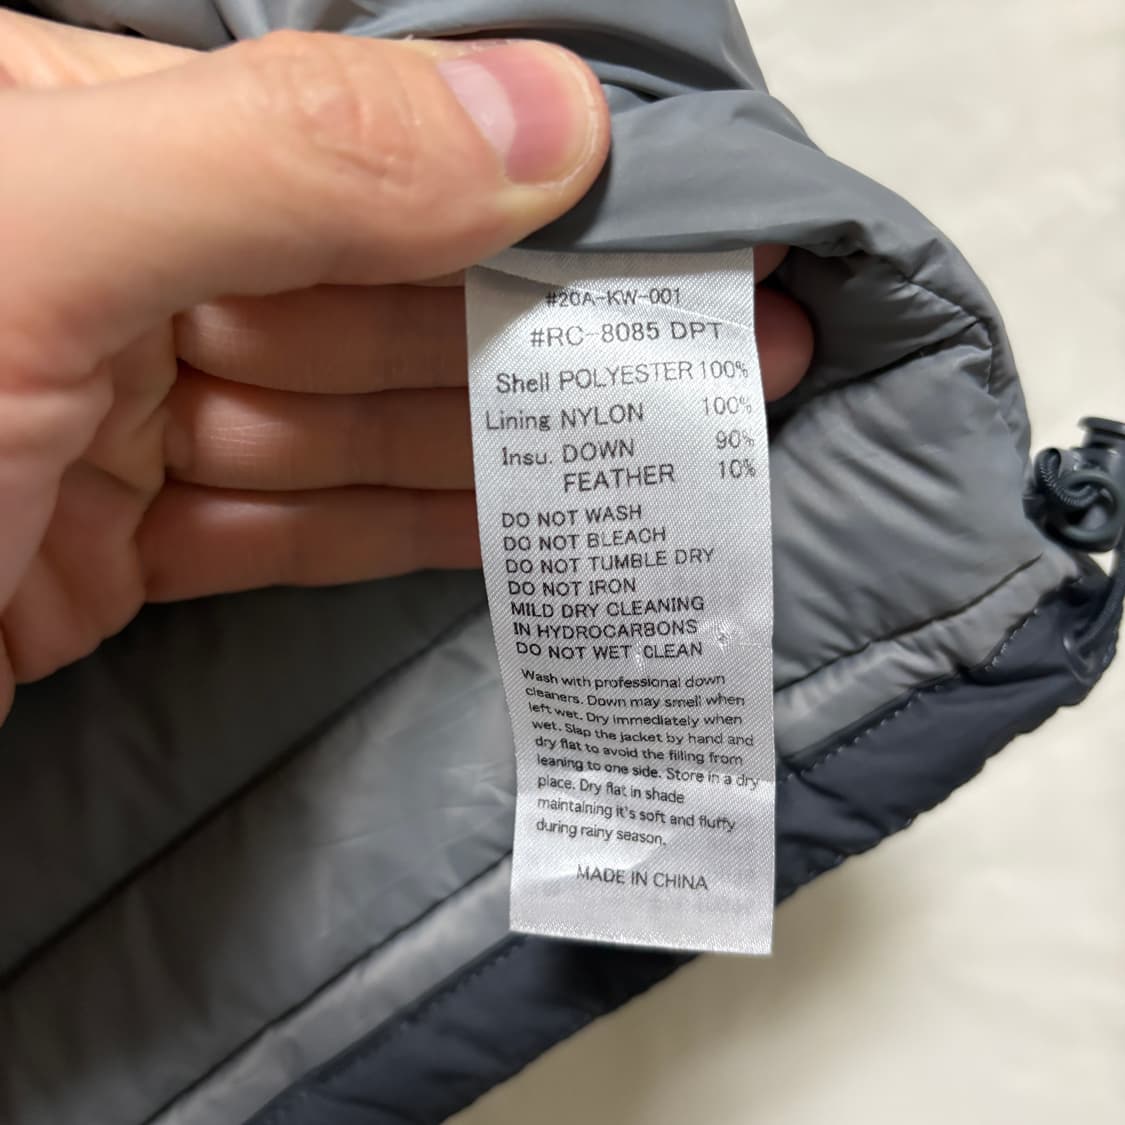 #20A-KW-001
#RC-8085 DPT
Shell POLYESTER 100%
Lining NYLON 100%
Insu. DOWN 90%
FEATHER 10%
DO NOT WASH
DO NOT BLEACH
DO NOT TUMBLE DRY
DO NOT IRON
MILD DRY CLEANING
IN HYDROCARBONS
DO NOT WET CLEAN
Wash with professional down
cleaners. Down may smell when
left wet. Dry immediately when
wet. Slap the jacket by hand and
dry flat to avoid the filling from
leaning to one side. Store in a dry
place. Dry flat in shade
maintaining it's soft and fluffy
during rainy season.
MADE IN CHINA